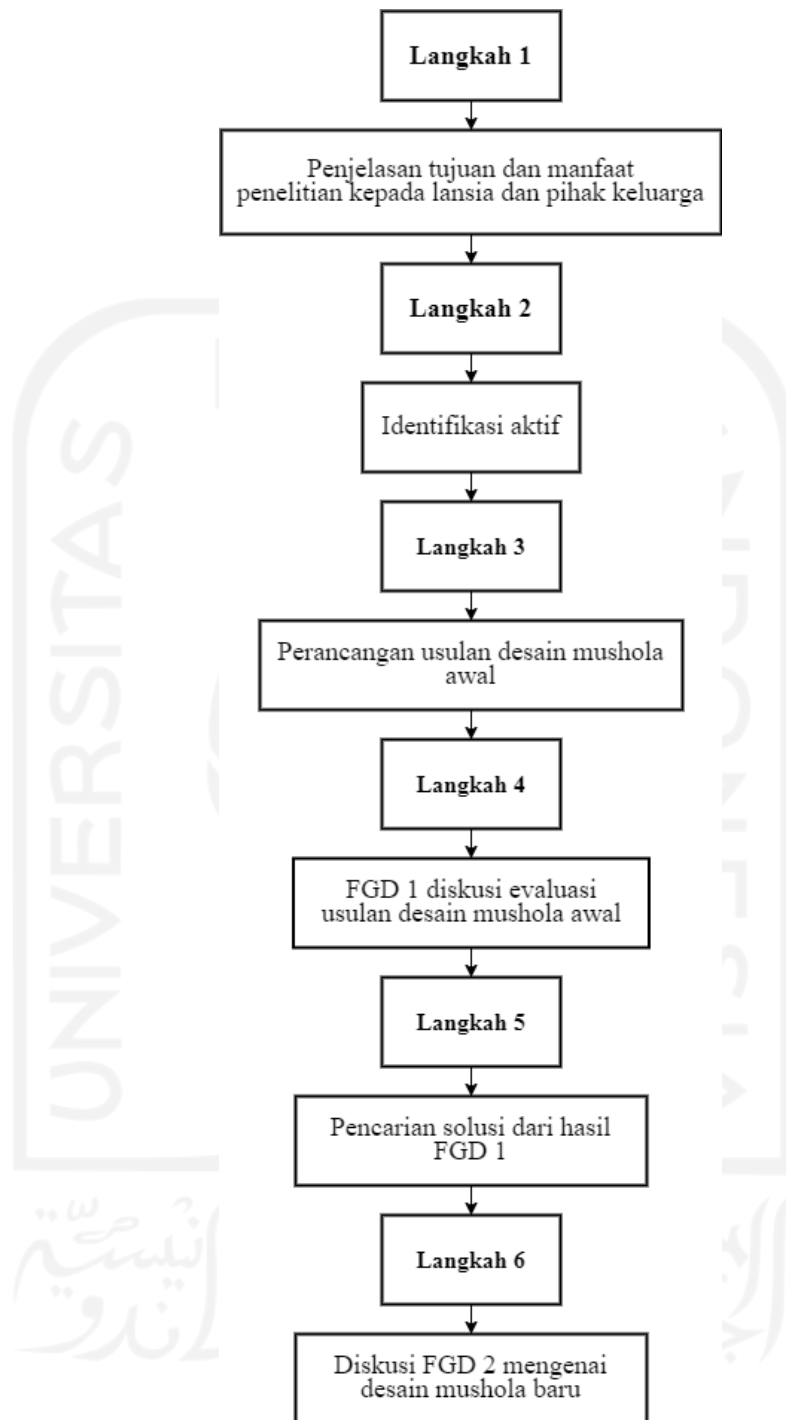 Langkah 1
Penjelasan tujuan dan manfaat
penelitian kepada lansia dan pihak keluarga
Langkah 2
Identifikasi aktif
Langkah 3
Perancangan usulan desain mushola
awal
Langkah 4
FGD 1 diskusi evaluasi
usulan desain mushola awal
Langkah 5
Pencarian solusi dari hasil
FGD 1
Langkah 6
Diskusi FGD 2 mengenai
desain mushola baru
UNIVERSITAS